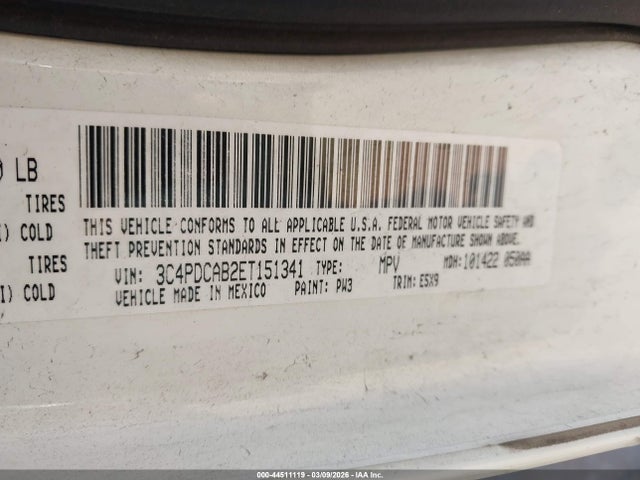 LB
TIRES
COLD
TIRES
COLD
THIS VEHICLE CONFORMS TO ALL APPLICABLE U.S.A. FEDERAL MOTOR VEHICLE SAFETY AND
THEFT PREVENTION STANDARDS IN EFFECT ON THE DATE OF MANUFACTURE SHOWN ABOVE.
VIN: 3C4PDCAB2ET151341 TYPE: MPV MDH: 101422 050AA
VEHICLE MADE IN MEXICO PAINT: PW3 TRIM: E5X9
000-44511119 | 03/09/2026 - IAA Inc.